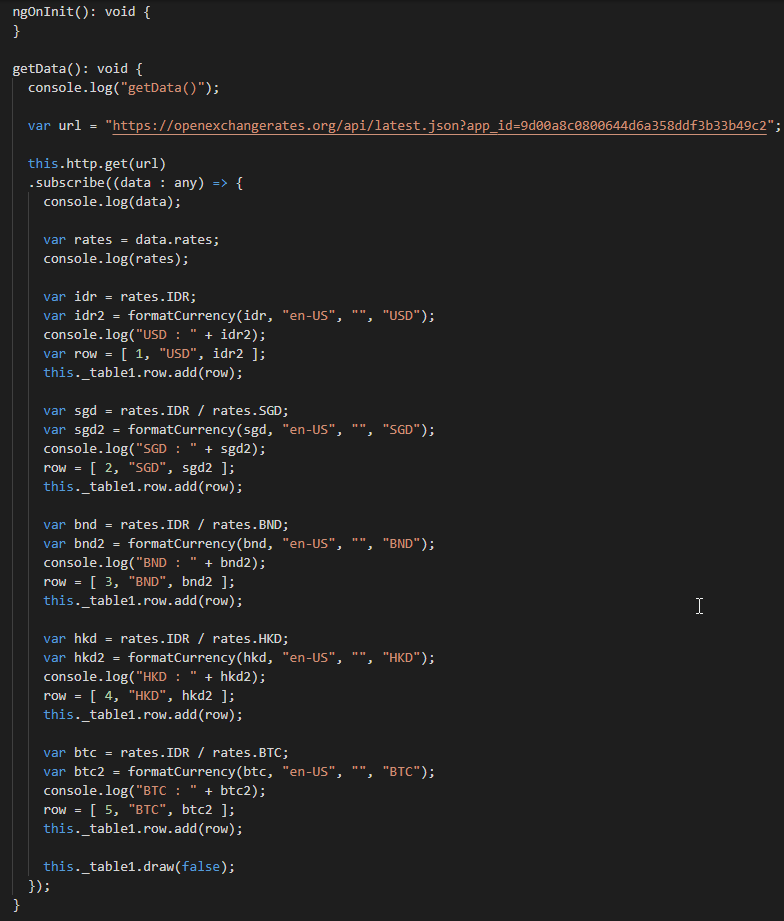 ngOnInit(): void {
}
getData(): void {
console.log("getData()");
var url = "https://openexchangerates.org/api/latest.json?app_id=9d00a8c0800644d6a358ddf3b33b49c2";
this.http.get(url)
.subscribe((data : any) => {
console.log(data);
var rates = data.rates;
console.log(rates);
var idr = rates.IDR;
var idr2 = formatCurrency(idr, "en-US", "", "USD");
console.log("USD : " + idr2);
var row = [ 1, "USD", idr2 ];
this._table1.row.add(row);
var sgd = rates.IDR / rates.SGD;
var sgd2 = formatCurrency(sgd, "en-US", "", "SGD");
console.log("SGD : " + sgd2);
row = [ 2, "SGD", sgd2 ];
this._table1.row.add(row);
var bnd = rates.IDR / rates.BND;
var bnd2 = formatCurrency(bnd, "en-US", "", "BND");
console.log("BND : " + bnd2);
row = [ 3, "BND", bnd2 ];
this._table1.row.add(row);
var hkd = rates.IDR / rates.HKD;
var hkd2 = formatCurrency(hkd, "en-US", "", "HKD");
console.log("HKD : " + hkd2);
row = [ 4, "HKD", hkd2 ];
this._table1.row.add(row);
var btc = rates.IDR / rates.BTC;
var btc2 = formatCurrency(btc, "en-US", "", "BTC");
console.log("BTC : " + btc2);
row = [ 5, "BTC", btc2 ];
this._table1.row.add(row);
this._table1.draw(false);
});
}